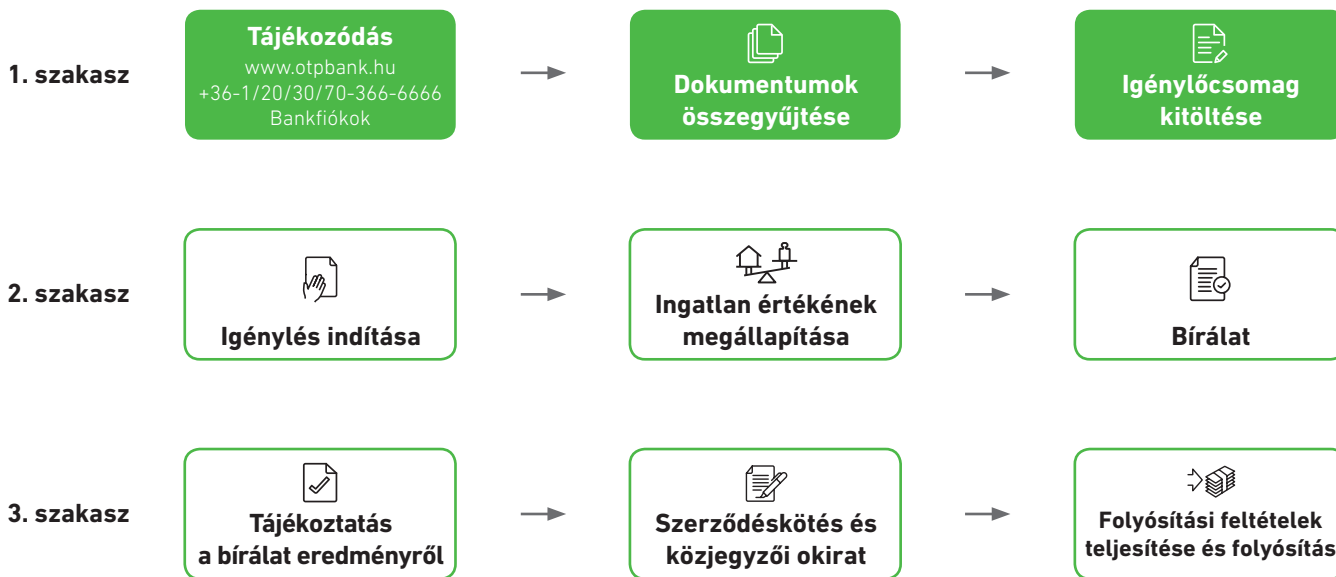 1. szakasz
Tájékozódás
www.otpbank.hu
+36-1/20/30/70-366-6666
Bankfiókok
Dokumentumok
összegyűjtése
Igénylőcsomag
kitöltése
2. szakasz
Igénylés indítása
Ingatlan értékének
megállapítása
Bírálat
3. szakasz
Tájékoztatás
a bírálat eredményről
Szerződéskötés és
közjegyzői okirat
Folyósítási feltételek
teljesítése és folyósítás